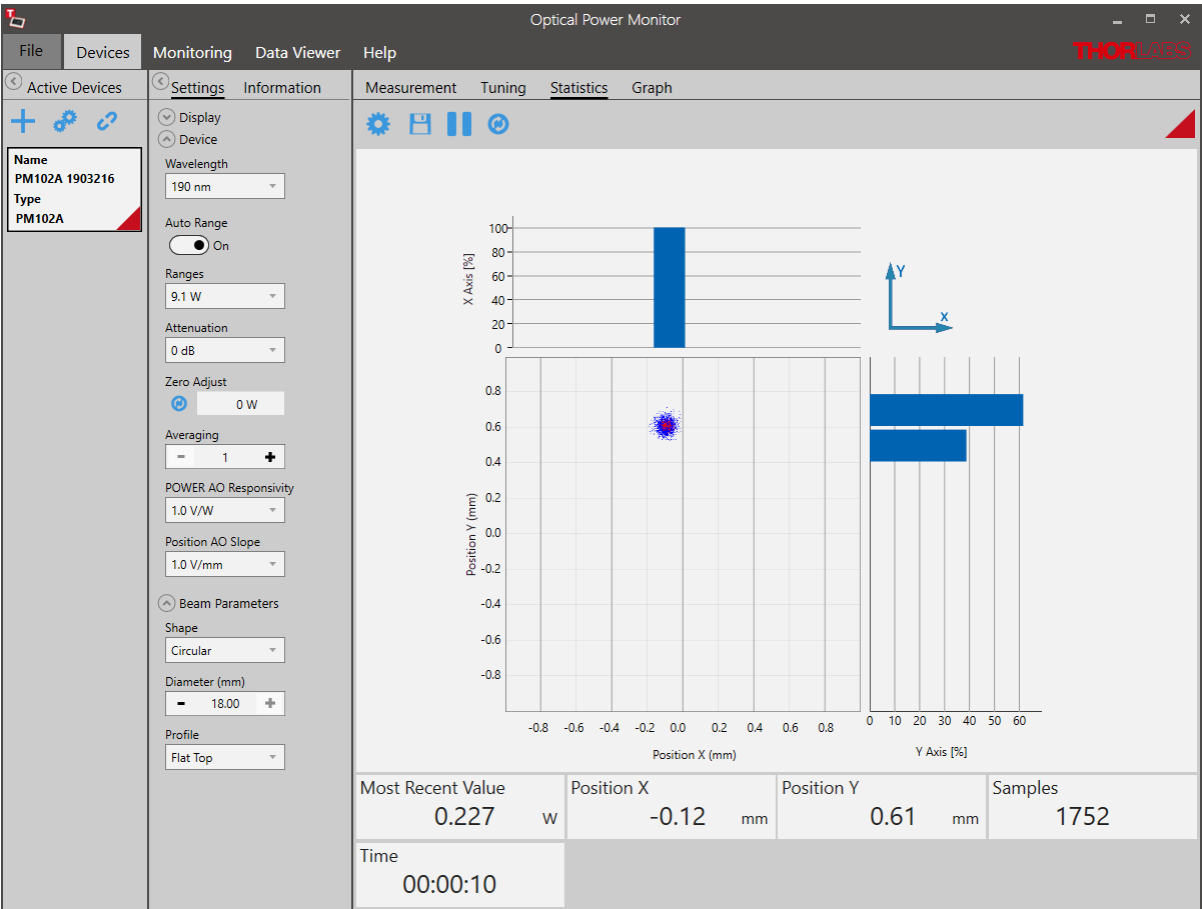 Optical Power Monitor
File Devices Monitoring Data Viewer Help
THORLABS
Active Devices
Name
PM102A 1903216
Type
PM102A
Settings Information
Display
Device
Wavelength
190 nm
Auto Range
On
Ranges
9.1 W
Attenuation
0 dB
Zero Adjust
0 W
Averaging
- 1 +
POWER AO Responsivity
1.0 V/W
Position AO Slope
1.0 V/mm
Beam Parameters
Shape
Circular
Diameter (mm)
- 18.00 +
Profile
Flat Top
Measurement Tuning Statistics Graph
X Axis [%]
100
80
60
40
20
0
Y
X
Position Y (mm)
0.8
0.6
0.4
0.2
0.0
-0.2
-0.4
-0.6
-0.8
-0.8 -0.6 -0.4 -0.2 0.0 0.2 0.4 0.6 0.8
Position X (mm)
0 10 20 30 40 50 60
Y Axis [%]
Most Recent Value
0.227 W
Position X
-0.12 mm
Position Y
0.61 mm
Samples
1752
Time
00:00:10